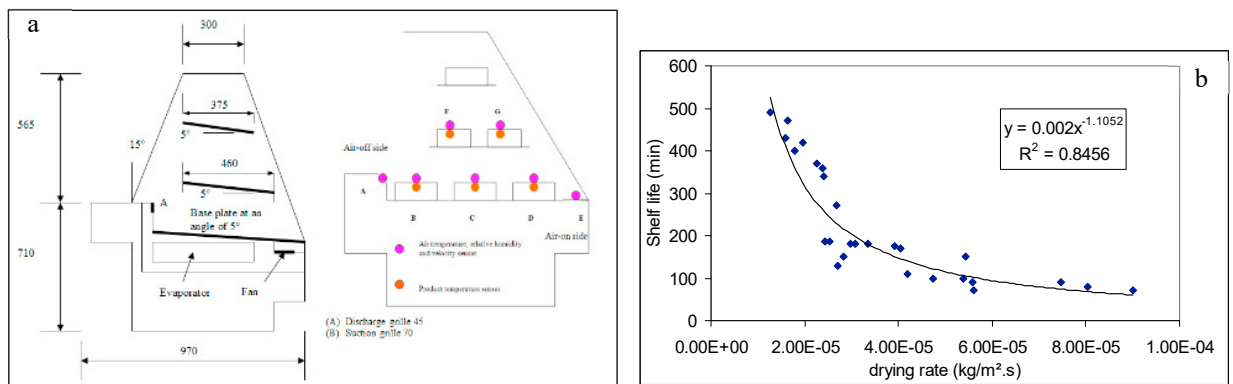 a
300
375
565
5°
15°
460
5°
A
Base plate at an
angle of 5°
710
Evaporator
Fan
970
F
G
Air-off side
A
B
C
D
E
Air-on side
Air temperature, relative humidity
and velocity sensor
Product temperature sensor
(A) Discharge grille 45
(B) Suction grille 70
b
600
500
400
300
200
100
0
Shelf life (min)
y = 0.002x^-1.1052
R² = 0.8456
0.00E+00 2.00E-05 4.00E-05 6.00E-05 8.00E-05 1.00E-04
drying rate (kg/m².s)